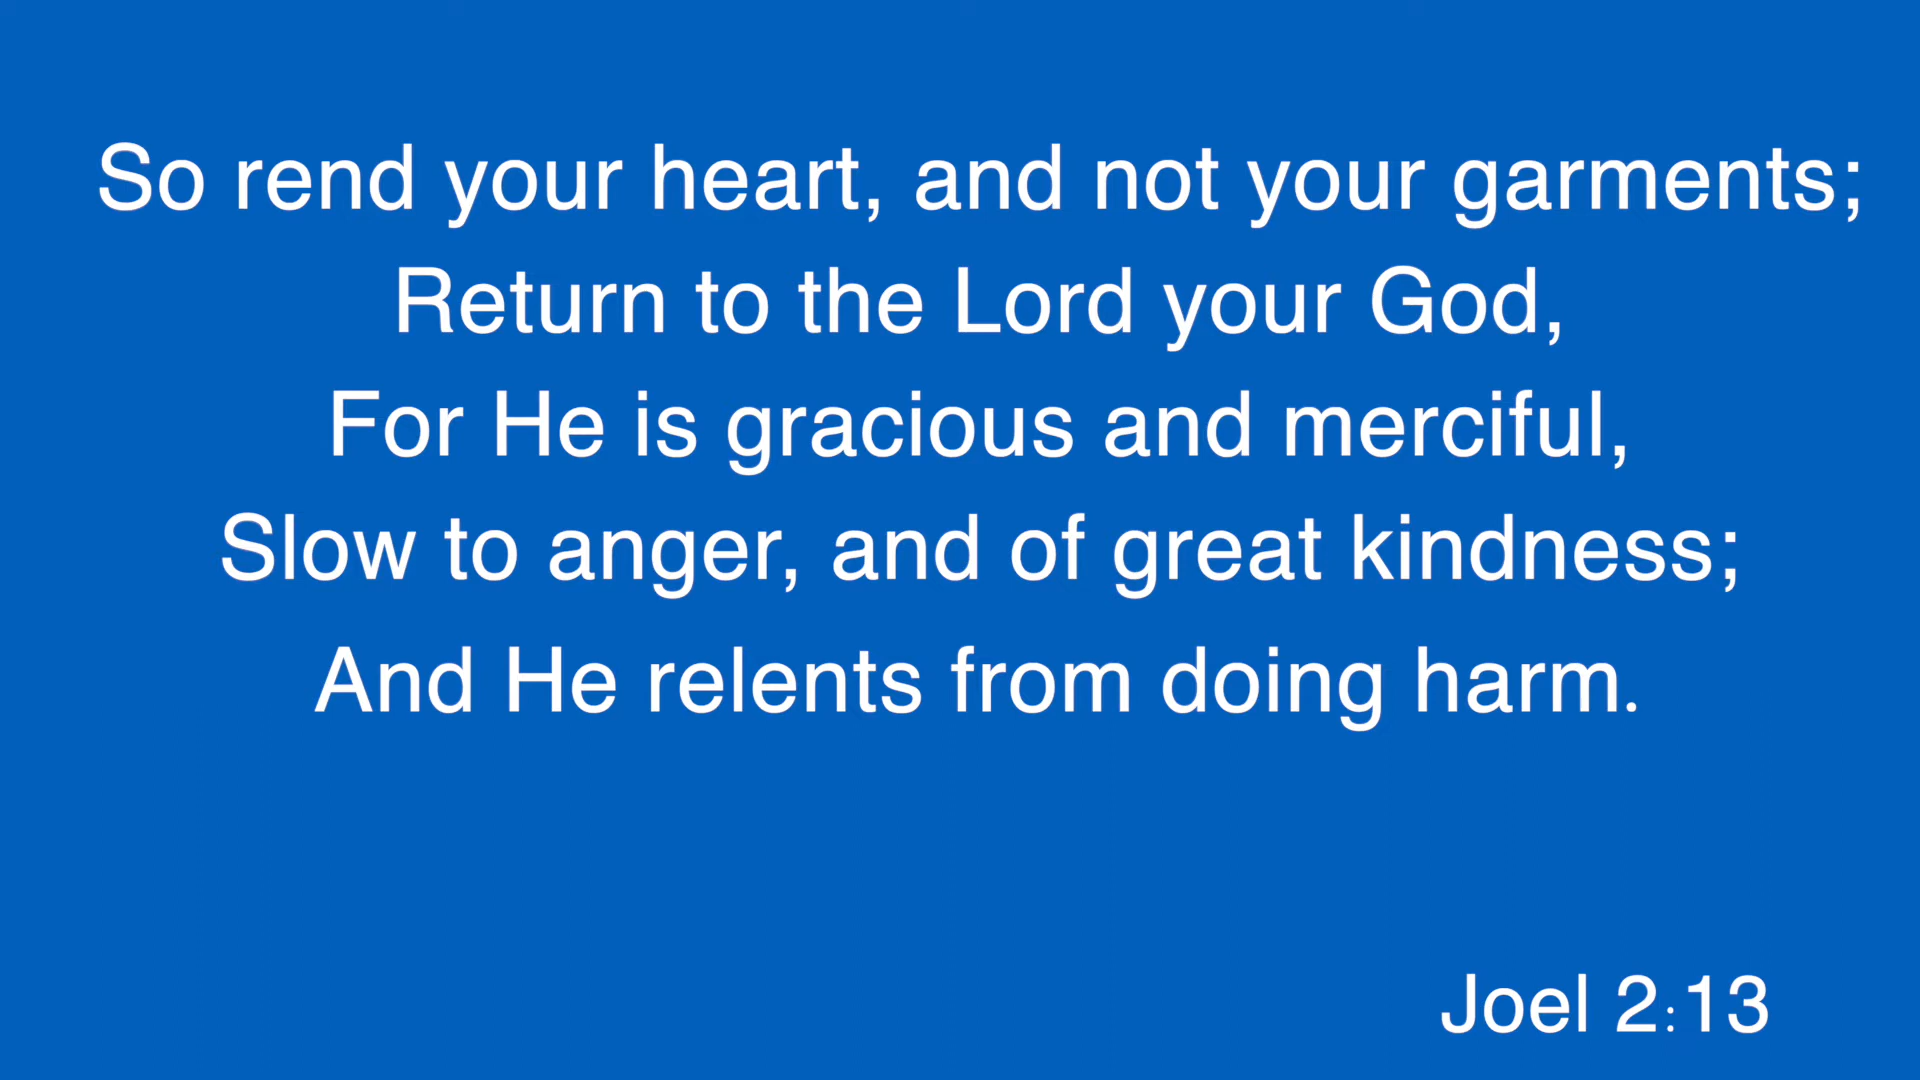 So rend your heart, and not your garments;
Return to the Lord your God,
For He is gracious and merciful,
Slow to anger, and of great kindness;
And He relents from doing harm.
Joel 2:13